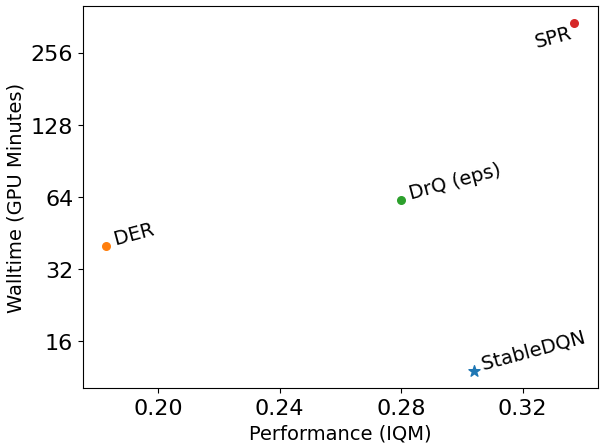 SPR
256
128
DrQ (eps)
64
DER
32
16
StableDQN
0.20 0.24 0.28 0.32
Performance (IQM)
Walltime (GPU Minutes)